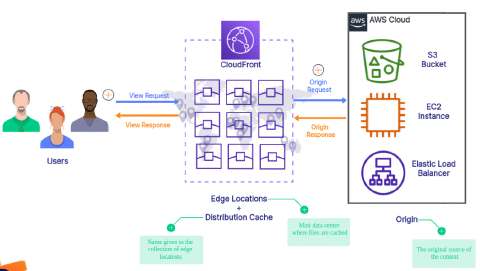 aws
AWS Cloud
CloudFront
S3
Bucket
Origin
Request
View Request
EC2
Instance
View Response
Origin
Response
Users
Elastic Load
Balancer
Edge Locations
+
Distribution Cache
Origin
Mini data center
where files are cached
Name given to the
collection of edge
locations
The original source of
the content